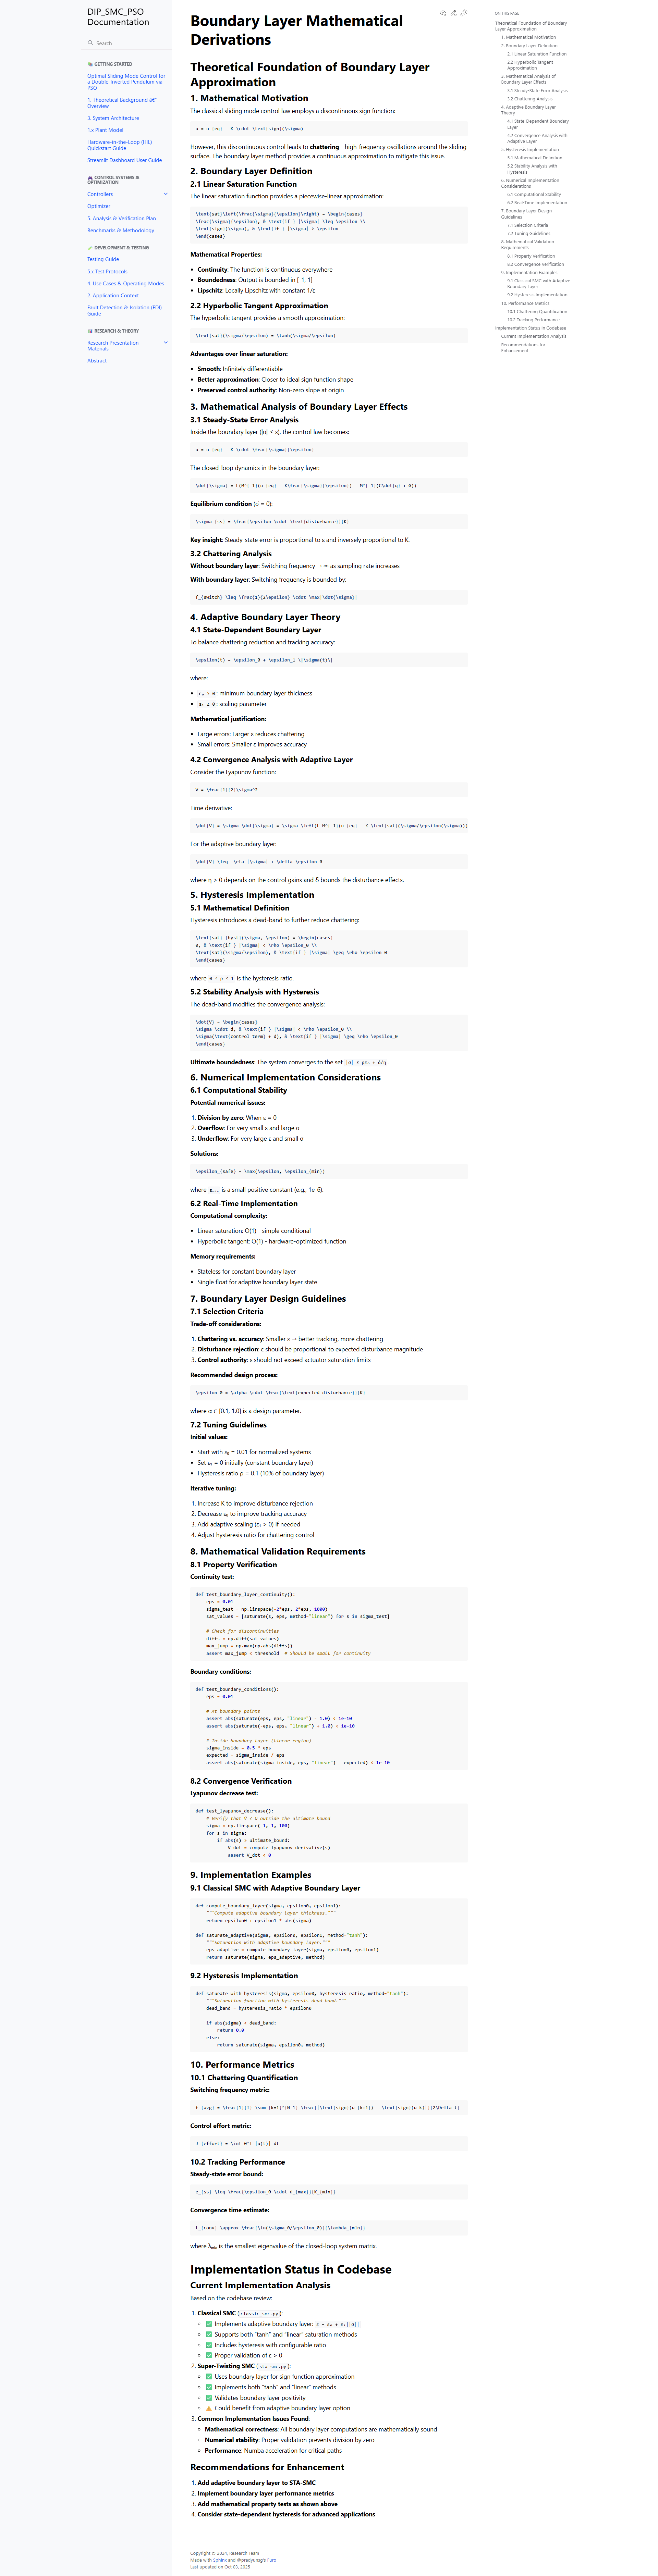 DIP_SMC_PSO
Documentation
Search
GETTING STARTED
Optimal Sliding Mode Control for
a Double-Inverted Pendulum via
PSO
1. Theoretical Background â€"
Overview
3. System Architecture
1.x Plant Model
Hardware-in-the-Loop (HIL)
Quickstart Guide
Streamlit Dashboard User Guide
CONTROL SYSTEMS &
OPTIMIZATION
Controllers
Optimizer
5. Analysis & Verification Plan
Benchmarks & Methodology
DEVELOPMENT & TESTING
Testing Guide
5.x Test Protocols
4. Use Cases & Operating Modes
2. Application Context
Fault Detection & Isolation (FDI)
Guide
RESEARCH & THEORY
Research Presentation
Materials
Abstract
Boundary Layer Mathematical
Derivations
Theoretical Foundation of Boundary Layer
Approximation
1. Mathematical Motivation
The classical sliding mode control law employs a discontinuous sign function:
u = u_{eq} - K \cdot \text{sign}(\sigma)
However, this discontinuous control leads to chattering - high-frequency oscillations around the sliding
surface. The boundary layer method provides a continuous approximation to mitigate this issue.
2. Boundary Layer Definition
2.1 Linear Saturation Function
The linear saturation function provides a piecewise-linear approximation:
\text{sat}\left(\frac{\sigma}{\epsilon}\right) = \begin{cases}
\frac{\sigma}{\epsilon}, & \text{if } |\sigma| \leq \epsilon \\
\text{sign}(\sigma), & \text{if } |\sigma| > \epsilon
\end{cases}
Mathematical Properties:
• Continuity: The function is continuous everywhere
• Boundedness: Output is bounded in [-1, 1]
• Lipschitz: Locally Lipschitz with constant 1/ε
2.2 Hyperbolic Tangent Approximation
The hyperbolic tangent provides a smooth approximation:
\text{sat}(\sigma/\epsilon) = \tanh(\sigma/\epsilon)
Advantages over linear saturation:
• Smooth: Infinitely differentiable
• Better approximation: Closer to ideal sign function shape
• Preserved control authority: Non-zero slope at origin
3. Mathematical Analysis of Boundary Layer Effects
3.1 Steady-State Error Analysis
Inside the boundary layer (|σ| ≤ ε), the control law becomes:
u = u_{eq} - K \cdot \frac{\sigma}{\epsilon}
The closed-loop dynamics in the boundary layer:
\dot{\sigma} = L(M^{-1}(u_{eq} - K\frac{\sigma}{\epsilon}) - M^{-1}(C\dot{q} + G))
Equilibrium condition (σ̇ = 0):
\sigma_{ss} = \frac{\epsilon \cdot \text{disturbance}}{K}
Key insight: Steady-state error is proportional to ε and inversely proportional to K.
3.2 Chattering Analysis
Without boundary layer: Switching frequency → ∞ as sampling rate increases
With boundary layer: Switching frequency is bounded by:
f_{switch} \leq \frac{1}{2\epsilon} \cdot \max|\dot{\sigma}|
4. Adaptive Boundary Layer Theory
4.1 State-Dependent Boundary Layer
To balance chattering reduction and tracking accuracy:
\epsilon(t) = \epsilon_0 + \epsilon_1 \|\sigma(t)\|
where:
• ε₀ > 0: minimum boundary layer thickness
• ε₁ ≥ 0: scaling parameter
Mathematical justification:
• Large errors: Larger ε reduces chattering
• Small errors: Smaller ε improves accuracy
4.2 Convergence Analysis with Adaptive Layer
Consider the Lyapunov function:
V = \frac{1}{2}\sigma^2
Time derivative:
\dot{V} = \sigma \dot{\sigma} = \sigma \left(L M^{-1}(u_{eq} - K \text{sat}(\sigma/\epsilon(\sigma)))
For the adaptive boundary layer:
\dot{V} \leq -\eta |\sigma| + \delta \epsilon_0
where η > 0 depends on the control gains and δ bounds the disturbance effects.
5. Hysteresis Implementation
5.1 Mathematical Definition
Hysteresis introduces a dead-band to further reduce chattering:
\text{sat}_{hyst}(\sigma, \epsilon) = \begin{cases}
0, & \text{if } |\sigma| < \rho \epsilon_0 \\
\text{sat}(\sigma/\epsilon), & \text{if } |\sigma| \geq \rho \epsilon_0
\end{cases}
where 0 ≤ ρ ≤ 1 is the hysteresis ratio.
5.2 Stability Analysis with Hysteresis
The dead-band modifies the convergence analysis:
\dot{V} = \begin{cases}
\sigma \cdot d, & \text{if } |\sigma| < \rho \epsilon_0 \\
\sigma(\text{control term} + d), & \text{if } |\sigma| \geq \rho \epsilon_0
\end{cases}
Ultimate boundedness: The system converges to the set |σ| ≤ ρε₀ + δ/η.
6. Numerical Implementation Considerations
6.1 Computational Stability
Potential numerical issues:
1. Division by zero: When ε = 0
2. Overflow: For very small ε and large σ
3. Underflow: For very large ε and small σ
Solutions:
\epsilon_{safe} = \max(\epsilon, \epsilon_{min})
where εₘᵢₙ is a small positive constant (e.g., 1e-6).
6.2 Real-Time Implementation
Computational complexity:
• Linear saturation: O(1) - simple conditional
• Hyperbolic tangent: O(1) - hardware-optimized function
Memory requirements:
• Stateless for constant boundary layer
• Single float for adaptive boundary layer state
7. Boundary Layer Design Guidelines
7.1 Selection Criteria
Trade-off considerations:
1. Chattering vs. accuracy: Smaller ε → better tracking, more chattering
2. Disturbance rejection: ε should be proportional to expected disturbance magnitude
3. Control authority: ε should not exceed actuator saturation limits
Recommended design process:
\epsilon_0 = \alpha \cdot \frac{\text{expected disturbance}}{K}
where α ∈ [0.1, 1.0] is a design parameter.
7.2 Tuning Guidelines
Initial values:
• Start with ε₀ = 0.01 for normalized systems
• Set ε₁ = 0 initially (constant boundary layer)
• Hysteresis ratio ρ = 0.1 (10% of boundary layer)
Iterative tuning:
1. Increase K to improve disturbance rejection
2. Decrease ε₀ to improve tracking accuracy
3. Add adaptive scaling (ε₁ > 0) if needed
4. Adjust hysteresis ratio for chattering control
8. Mathematical Validation Requirements
8.1 Property Verification
Continuity test:
def test_boundary_layer_continuity():
eps = 0.01
sigma_test = np.linspace(-2*eps, 2*eps, 1000)
sat_values = [saturate(s, eps, method="linear") for s in sigma_test]
# Check for discontinuities
diffs = np.diff(sat_values)
max_jump = np.max(np.abs(diffs))
assert max_jump < threshold # Should be small for continuity
Boundary conditions:
def test_boundary_conditions():
eps = 0.01
# At boundary points
assert abs(saturate(eps, eps, "linear") - 1.0) < 1e-10
assert abs(saturate(-eps, eps, "linear") + 1.0) < 1e-10
# Inside boundary layer (linear region)
sigma_inside = 0.5 * eps
expected = sigma_inside / eps
assert abs(saturate(sigma_inside, eps, "linear") - expected) < 1e-10
8.2 Convergence Verification
Lyapunov decrease test:
def test_lyapunov_decrease():
# Verify that V̇ < 0 outside the ultimate bound
sigma = np.linspace(-1, 1, 100)
for s in sigma:
if abs(s) > ultimate_bound:
V_dot = compute_lyapunov_derivative(s)
assert V_dot < 0
9. Implementation Examples
9.1 Classical SMC with Adaptive Boundary Layer
def compute_boundary_layer(sigma, epsilon0, epsilon1):
"""Compute adaptive boundary layer thickness."""
return epsilon0 + epsilon1 * abs(sigma)
def saturate_adaptive(sigma, epsilon0, epsilon1, method="tanh"):
"""Saturation with adaptive boundary layer."""
eps_adaptive = compute_boundary_layer(sigma, epsilon0, epsilon1)
return saturate(sigma, eps_adaptive, method)
9.2 Hysteresis Implementation
def saturate_with_hysteresis(sigma, epsilon0, hysteresis_ratio, method="tanh"):
"""Saturation function with hysteresis dead-band."""
dead_band = hysteresis_ratio * epsilon0
if abs(sigma) < dead_band:
return 0.0
else:
return saturate(sigma, epsilon0, method)
10. Performance Metrics
10.1 Chattering Quantification
Switching frequency metric:
f_{avg} = \frac{1}{T} \sum_{k=1}^{N-1} \frac{|\text{sign}(u_{k+1}) - \text{sign}(u_k)|}{2\Delta t}
Control effort metric:
J_{effort} = \int_0^T |u(t)| dt
10.2 Tracking Performance
Steady-state error bound:
e_{ss} \leq \frac{\epsilon_0 \cdot d_{max}}{K_{min}}
Convergence time estimate:
t_{conv} \approx \frac{\ln(\sigma_0/\epsilon_0)}{\lambda_{min}}
where λₘᵢₙ is the smallest eigenvalue of the closed-loop system matrix.
Implementation Status in Codebase
Current Implementation Analysis
Based on the codebase review:
1. Classical SMC (classic_smc.py):
✅ Implements adaptive boundary layer: ε = ε₀ + ε₁||σ||
✅ Supports both "tanh" and "linear" saturation methods
✅ Includes hysteresis with configurable ratio
✅ Proper validation of ε > 0
2. Super-Twisting SMC (sta_smc.py):
✅ Uses boundary layer for sign function approximation
✅ Implements both "tanh" and "linear" methods
✅ Validates boundary layer positivity
⚠️ Could benefit from adaptive boundary layer option
3. Common Implementation Issues Found:
Mathematical correctness: All boundary layer computations are mathematically sound
Numerical stability: Proper validation prevents division by zero
Performance: Numba acceleration for critical paths
Recommendations for Enhancement
1. Add adaptive boundary layer to STA-SMC
2. Implement boundary layer performance metrics
3. Add mathematical property tests as shown above
4. Consider state-dependent hysteresis for advanced applications
Copyright © 2024, Research Team
Made with Sphinx and @pradyunsg's Furo
Last updated on Oct 03, 2025
ON THIS PAGE
Theoretical Foundation of Boundary
Layer Approximation
1. Mathematical Motivation
2. Boundary Layer Definition
2.1 Linear Saturation Function
2.2 Hyperbolic Tangent
Approximation
3. Mathematical Analysis of
Boundary Layer Effects
3.1 Steady-State Error Analysis
3.2 Chattering Analysis
4. Adaptive Boundary Layer
Theory
4.1 State-Dependent Boundary
Layer
4.2 Convergence Analysis with
Adaptive Layer
5. Hysteresis Implementation
5.1 Mathematical Definition
5.2 Stability Analysis with
Hysteresis
6. Numerical Implementation
Considerations
6.1 Computational Stability
6.2 Real-Time Implementation
7. Boundary Layer Design
Guidelines
7.1 Selection Criteria
7.2 Tuning Guidelines
8. Mathematical Validation
Requirements
8.1 Property Verification
8.2 Convergence Verification
9. Implementation Examples
9.1 Classical SMC with Adaptive
Boundary Layer
9.2 Hysteresis Implementation
10. Performance Metrics
10.1 Chattering Quantification
10.2 Tracking Performance
Implementation Status in Codebase
Current Implementation Analysis
Recommendations for
Enhancement